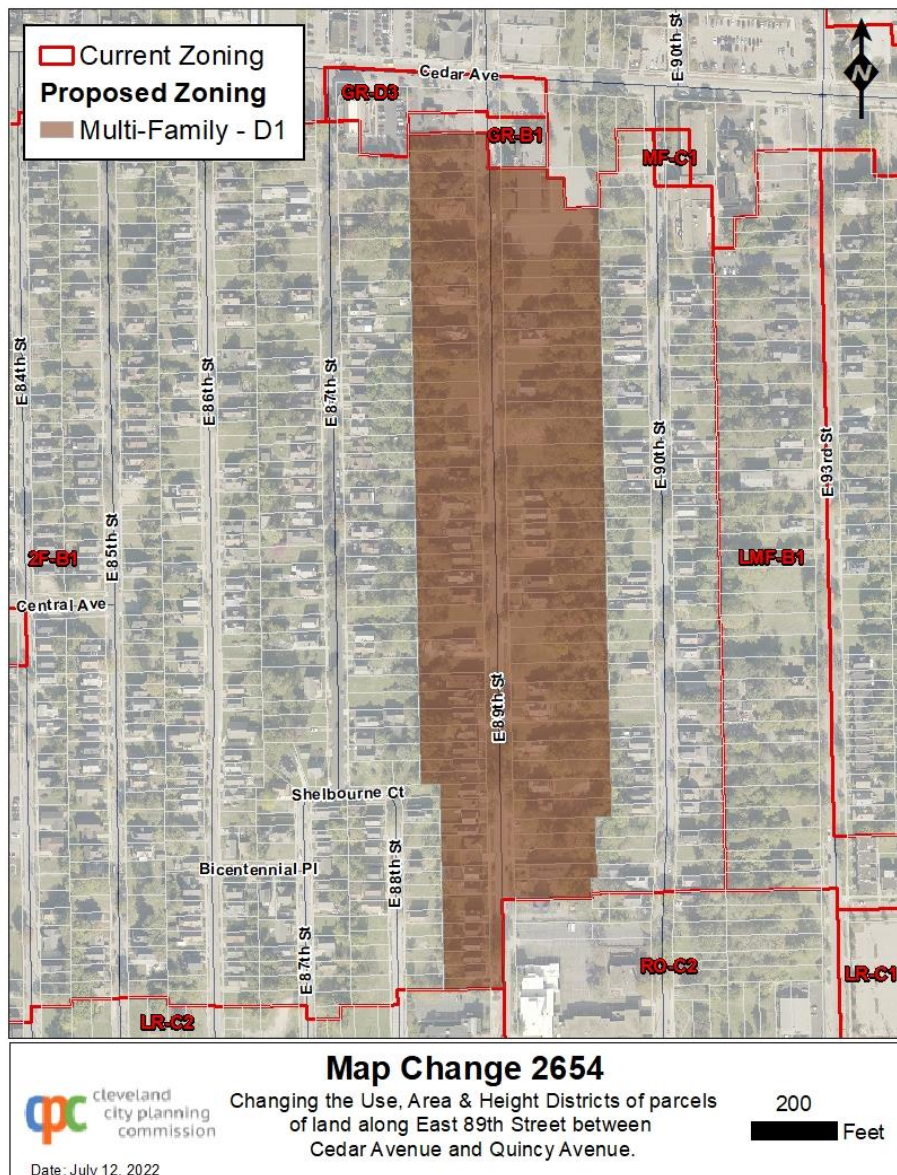 Current Zoning
Proposed Zoning
Multi-Family - D1
Cedar Ave
E 90th St
N
GR-D3
GR-B1
MF-C1
E 84th St
E 86th St
E 87th St
E 90th St
E 93rd St
2F-B1
E 85th St
LMF-B1
Central Ave
E 89th St
Shelbourne Ct
Bicentennial Pl
E 88th St
E 87th St
RO-C2
LR-C1
LR-C2
Map Change 2654
cpc cleveland
city planning
commission
Changing the Use, Area & Height Districts of parcels
of land along East 89th Street between
Cedar Avenue and Quincy Avenue.
200
Feet
Date: July 12, 2022